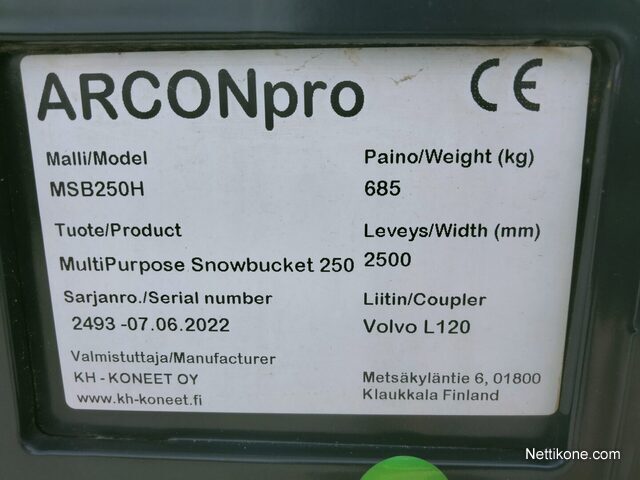 ARCONpro CE
Malli/Model
MSB250H
Paino/Weight (kg)
685
Tuote/Product
MultiPurpose Snowbucket 250
Leveys/Width (mm)
2500
Sarjanro./Serial number
2493 -07.06.2022
Liitin/Coupler
Volvo L120
Valmistuttaja/Manufacturer
KH - KONEET OY
www.kh-koneet.fi
Metsäkyläntie 6, 01800
Klaukkala Finland
Nettikone.com